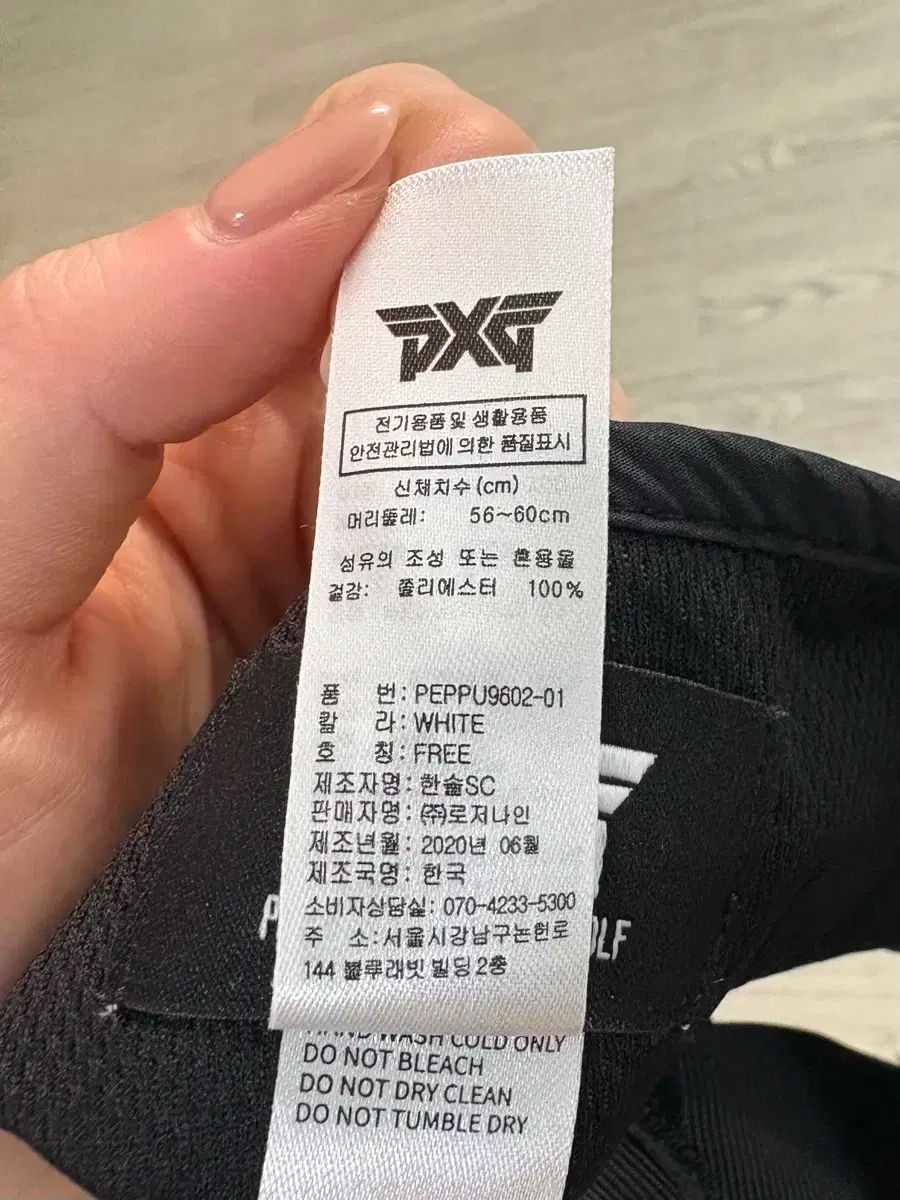 PXG
전기용품및 생활용품
안전관리법에 의한 품질표시
신체치수(cm)
머리둘레: 56~60cm
섬유의 조성 또는 혼용율
겉감: 폴리에스터 100%
품 번: PEPPU9602-01
칼 라: WHITE
호 칭: FREE
제조자명: 한솔SC
판매자명: ㈜로저나인
제조년월: 2020년 06월
제조국명: 한국
소비자상담실: 070-4233-5300
주 소:서울시강남구논현로
144 블루래빗 빌딩 2층
HAND WASH COLD ONLY
DO NOT BLEACH
DO NOT DRY CLEAN
DO NOT TUMBLE DRY